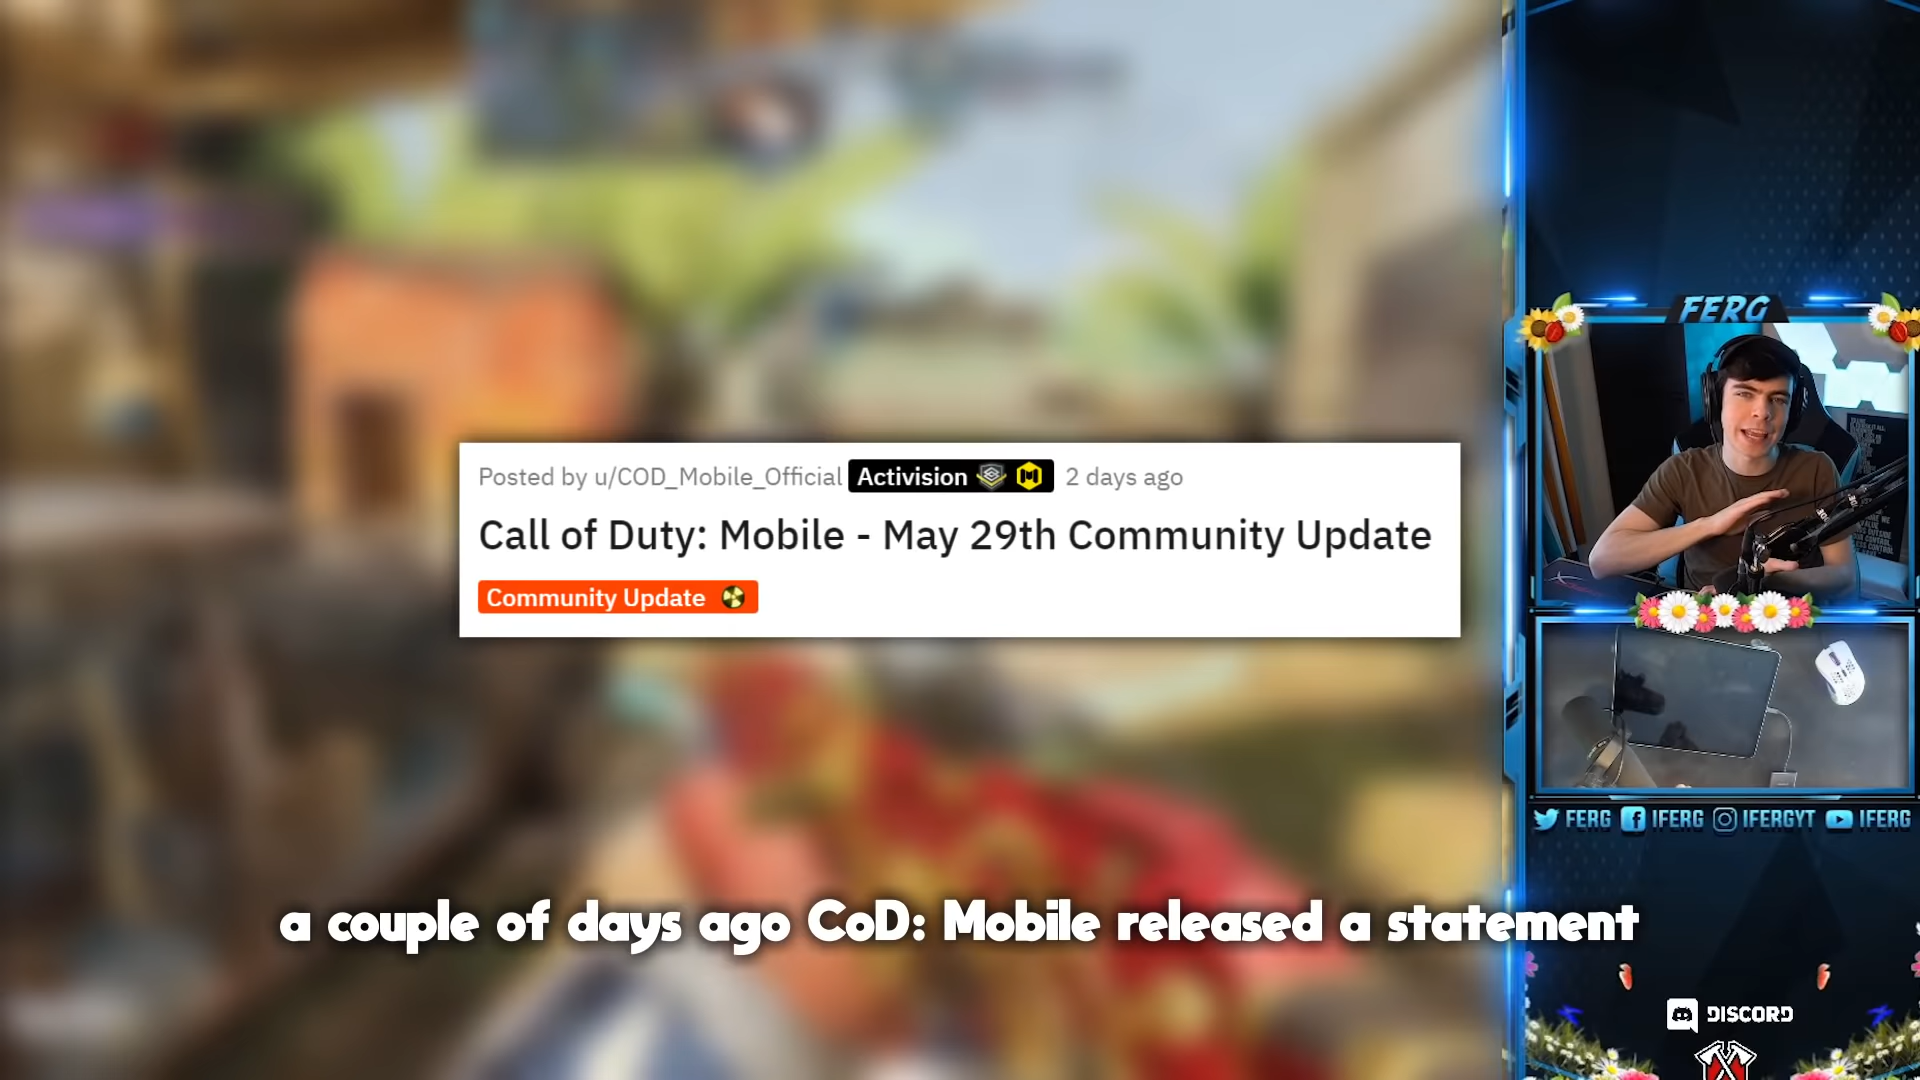 Posted by u/COD_Mobile_Official Activision 2 days ago
Call of Duty: Mobile - May 29th Community Update
Community Update
a couple of days ago CoD: Mobile released a statement
FERG
FERG IFERG IFERGYT IFERG
DISCORD